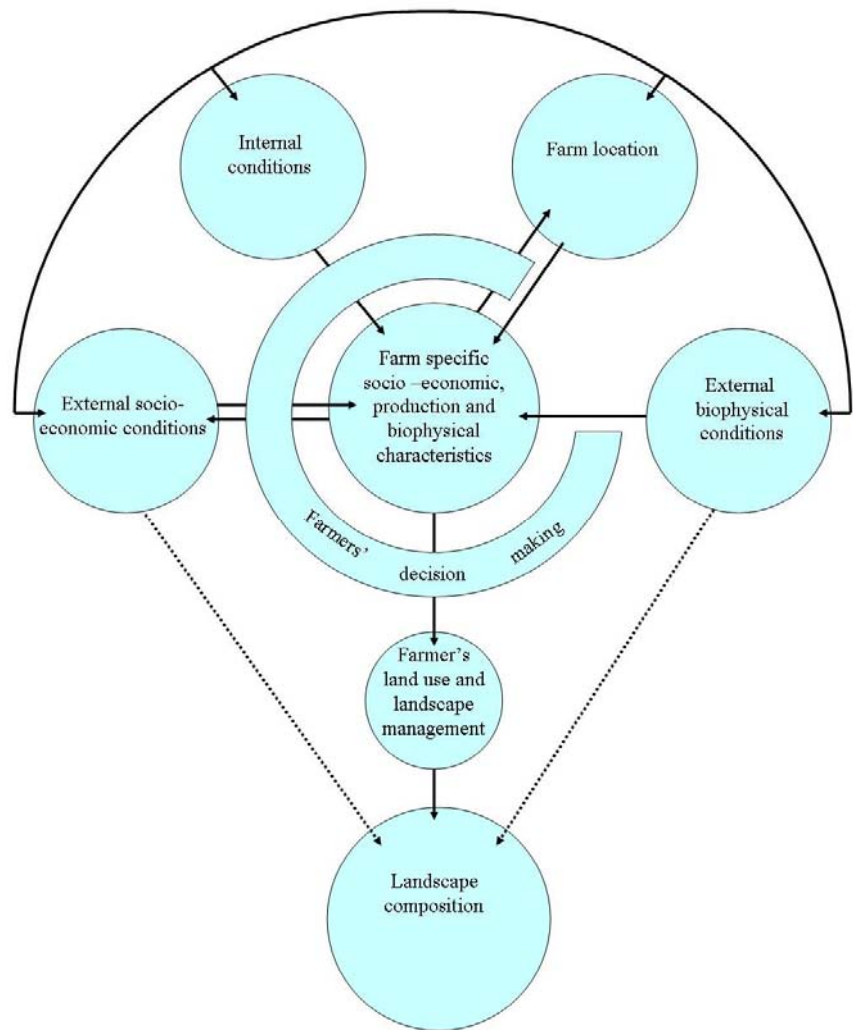 Internal
conditions
Farm location
Farm specific
socio –economic,
production and
biophysical
characteristics
External socio-
economic conditions
External
biophysical
conditions
Farmers’
decision
making
Farmer’s
land use and
landscape
management
Landscape
composition